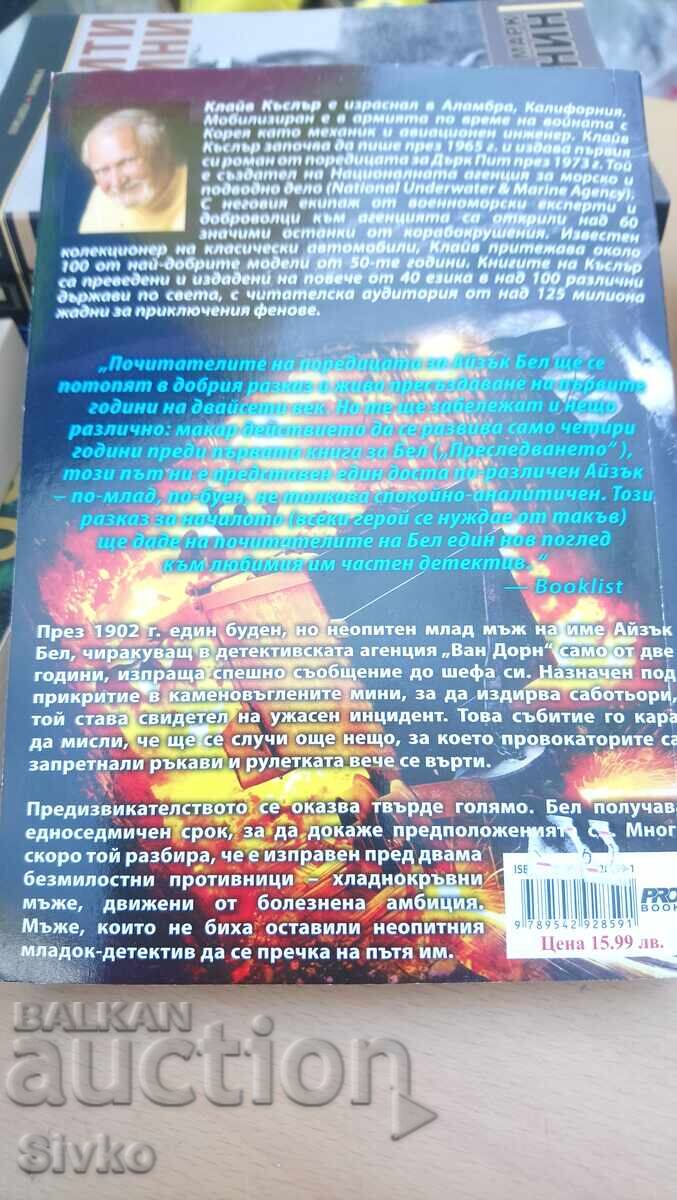 ИТИ
ИНИ
МАРК
НИН
Клайв Къслър е израснал в Аламбра, Калифорния.
Мобилизиран е в армията по време на войната с
Корея като механик и авиационен инженер. Клайв
Къслър започва да пише през 1965 г. и издава първия
си роман от поредицата за Дърк Пит през 1973 г. Той
е създател на Националната агенция за морско и
подводно дело (National Underwater & Marine Agency).
С неговия екипаж от военноморски експерти и
доброволци към агенцията са открили над 60
значими останки от корабокрушения. Известен
колекционер на класически автомобили, Клайв притежава около
100 от най-добрите модели от 50-те години. Книгите на Къслър
са преведени и издадени на повече от 40 езика в над 100 различни
държави по света, с читателска аудитория от над 125 милиона
жадни за приключения фенове.
„Почитателите на поредицата за Айзък Бел ще се
потопят в добрия разказ и живо пресъздаване на първите
години на двайсети век. Но те ще забележат и нещо
различно: макар действието да се развива само четири
години преди първата книга за Бел („Преследването“),
този път ни е представен един доста по-различен Айзък
– по-млад, по-буен, не толкова спокойно-аналитичен. Този
разказ за началото (всеки герой се нуждае от такъв)
ще даде на почитателите на Бел един нов поглед
към любимия им частен детектив.“
— Booklist
През 1902 г. един буден, но неопитен млад мъж на име Айзък
Бел, чиракуващ в детективската агенция „Ван Дорн“ само от две
години, изпраща спешно съобщение до шефа си. Назначен под
прикритие в каменовъглените мини, за да издирва саботьори,
той става свидетел на ужасен инцидент. Това събитие го кара
да мисли, че ще се случи още нещо, за което провокаторите са
запретнали ръкави и рулетката вече се върти.
Предизвикателството се оказва твърде голямо. Бел получава
едноседмичен срок, за да докаже предположенията си. Мног
скоро той разбира, че е изправен пред двама
безмилостни противници – хладнокръвни
мъже, движени от болезнена амбиция.
Мъже, които не биха оставили неопитния
младок-детектив да се пречка на пътя им.
ISB
9 789542 928591
PRO
BOOK
Цена 15.99 лв.
BALKAN
auction
Sivko